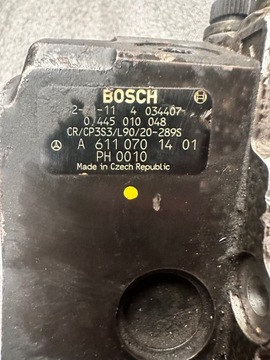 BOSCH
4 034407
0 445 010 048
CR/CP3S3/L90/20-289S
A 611 070 14 01
PH 0010
Made in Czech Republic